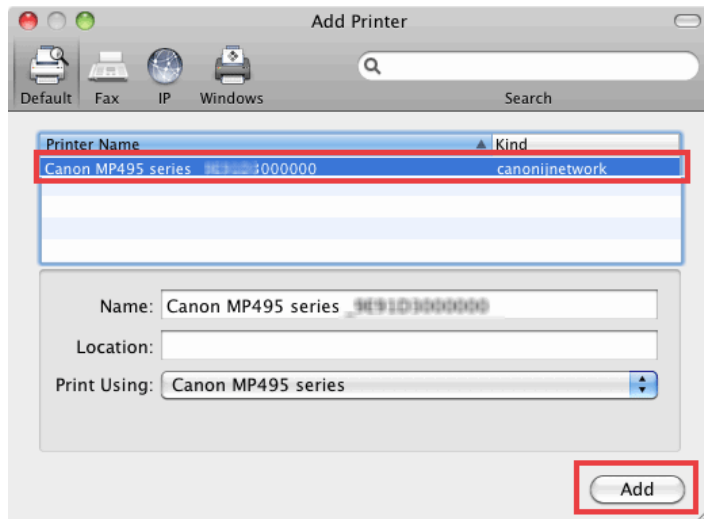 Add Printer
Default Fax IP Windows Search
Printer Name Kind
Canon MP495 series 000000 canonijnetwork
Name: Canon MP495 series
Location:
Print Using: Canon MP495 series
Add